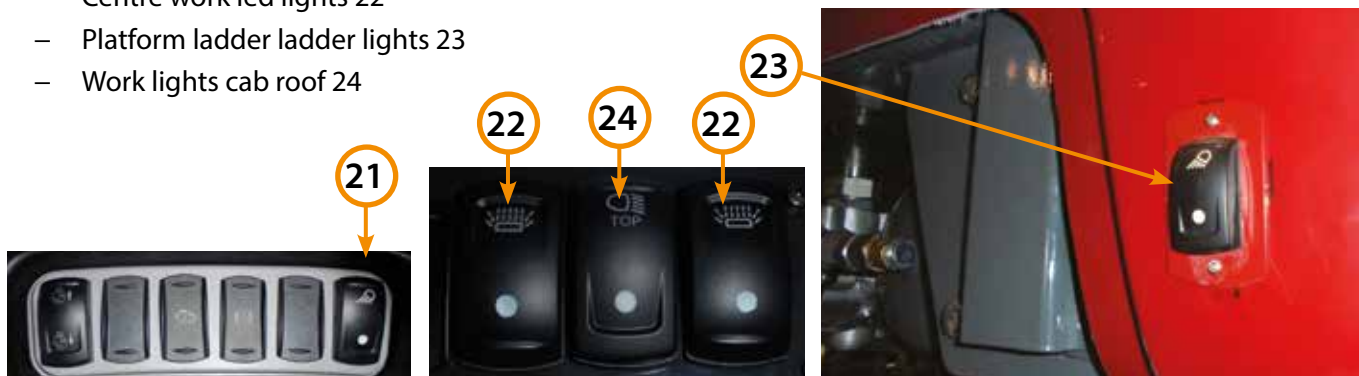 Centre work led lights 22
– Platform ladder ladder lights 23
– Work lights cab roof 24
23
22 24 22
21
TOP